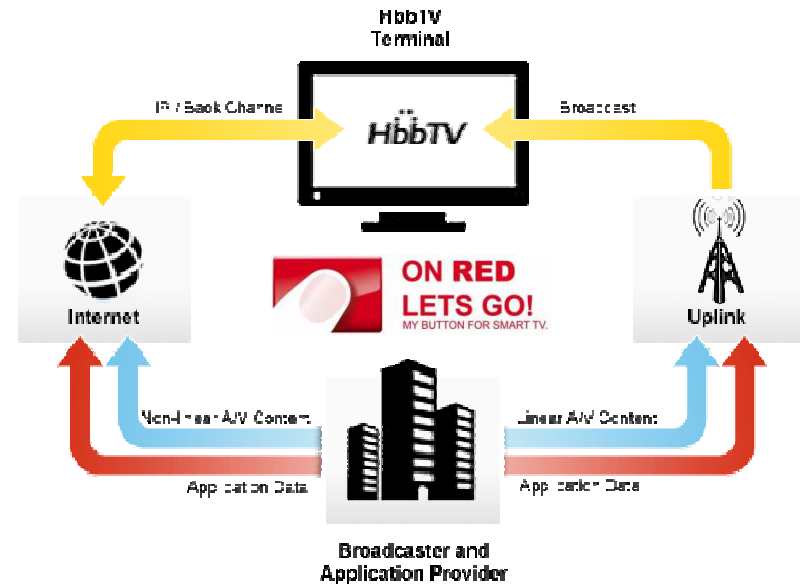 HbbTV
Terminal
IP / Back Channel
Broadcast
HbbTV
Internet
ON RED
LETS GO!
MY BUTTON FOR SMART TV.
Uplink
Non-linear A/V Content
Linear A/V Content
Application Data
Application Data
Broadcaster and
Application Provider